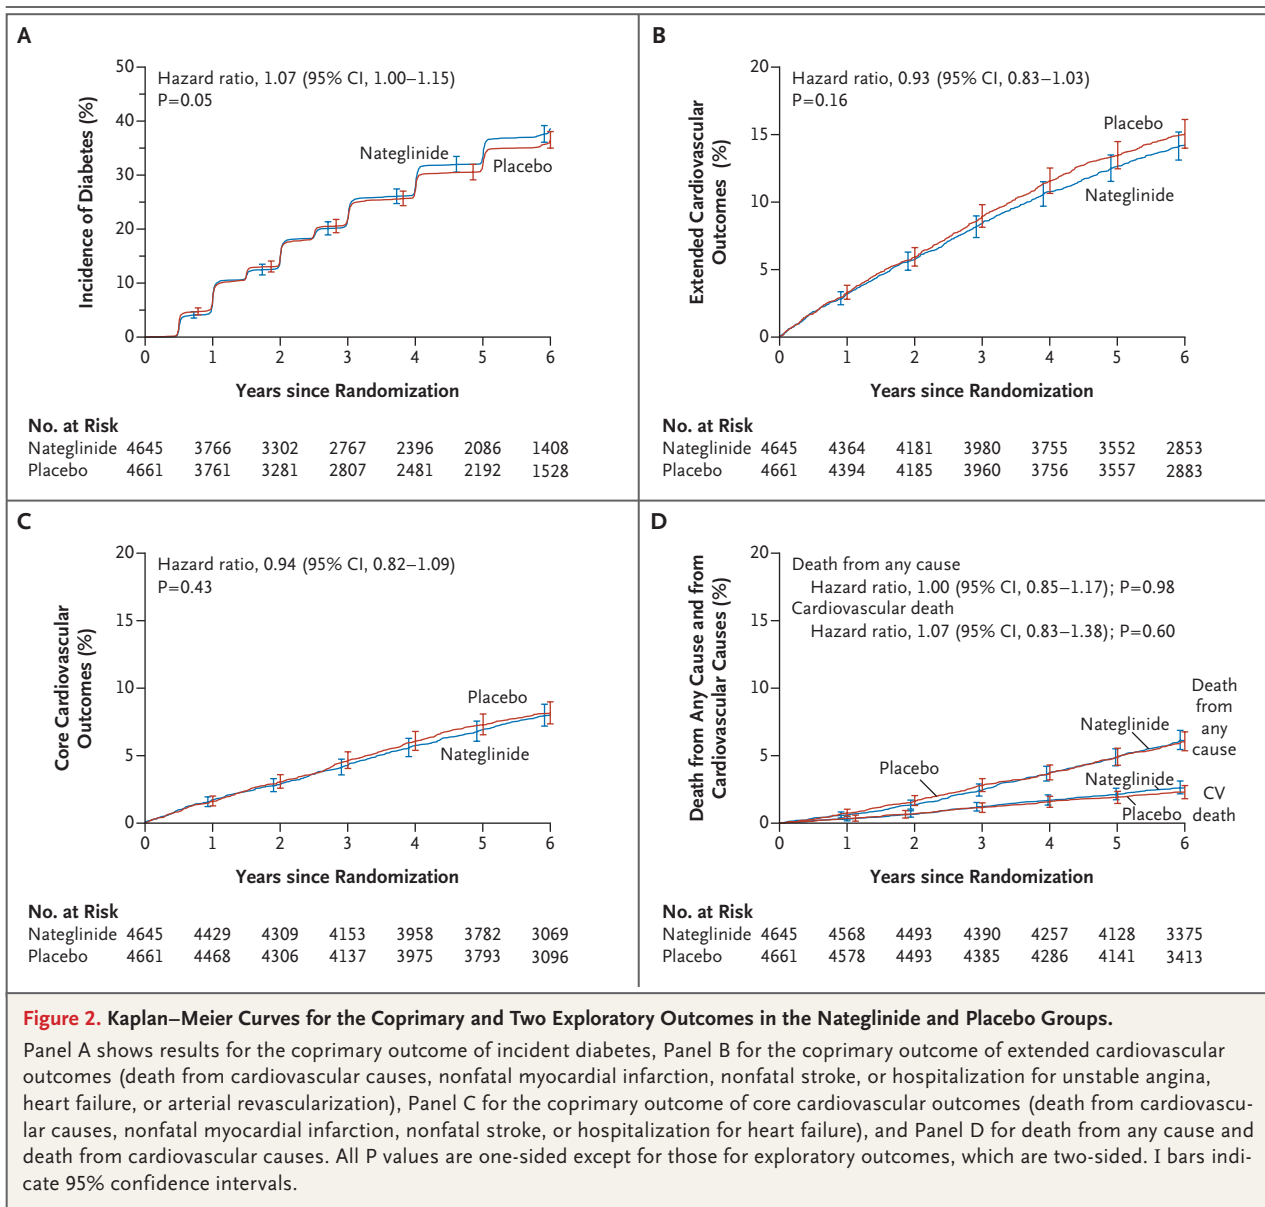 A
Hazard ratio, 1.07 (95% CI, 1.00–1.15)
P=0.05
Incidence of Diabetes (%)
50
40
30
20
10
0
Nateglinide
Placebo
0 1 2 3 4 5 6
Years since Randomization
No. at Risk
Nateglinide 4645 3766 3302 2767 2396 2086 1408
Placebo 4661 3761 3281 2807 2481 2192 1528
B
Hazard ratio, 0.93 (95% CI, 0.83–1.03)
P=0.16
Extended Cardiovascular
Outcomes (%)
20
15
10
5
0
Placebo
Nateglinide
0 1 2 3 4 5 6
Years since Randomization
No. at Risk
Nateglinide 4645 4364 4181 3980 3755 3552 2853
Placebo 4661 4394 4185 3960 3756 3557 2883
C
Hazard ratio, 0.94 (95% CI, 0.82–1.09)
P=0.43
Core Cardiovascular
Outcomes (%)
20
15
10
5
0
Placebo
Nateglinide
0 1 2 3 4 5 6
Years since Randomization
No. at Risk
Nateglinide 4645 4429 4309 4153 3958 3782 3069
Placebo 4661 4468 4306 4137 3975 3793 3096
D
Death from any cause
Hazard ratio, 1.00 (95% CI, 0.85–1.17); P=0.98
Cardiovascular death
Hazard ratio, 1.07 (95% CI, 0.83–1.38); P=0.60
Death from Any Cause and from
Cardiovascular Causes (%)
20
15
10
5
0
Placebo
Nateglinide
Death
from
any
cause
Nateglinide
Placebo
CV
death
0 1 2 3 4 5 6
Years since Randomization
No. at Risk
Nateglinide 4645 4568 4493 4390 4257 4128 3375
Placebo 4661 4578 4493 4385 4286 4141 3413
Figure 2. Kaplan–Meier Curves for the Coprimary and Two Exploratory Outcomes in the Nateglinide and Placebo Groups.
Panel A shows results for the coprimary outcome of incident diabetes, Panel B for the coprimary outcome of extended cardiovascular
outcomes (death from cardiovascular causes, nonfatal myocardial infarction, nonfatal stroke, or hospitalization for unstable angina,
heart failure, or arterial revascularization), Panel C for the coprimary outcome of core cardiovascular outcomes (death from cardiovascu-
lar causes, nonfatal myocardial infarction, nonfatal stroke, or hospitalization for heart failure), and Panel D for death from any cause and
death from cardiovascular causes. All P values are one-sided except for those for exploratory outcomes, which are two-sided. I bars indi-
cate 95% confidence intervals.